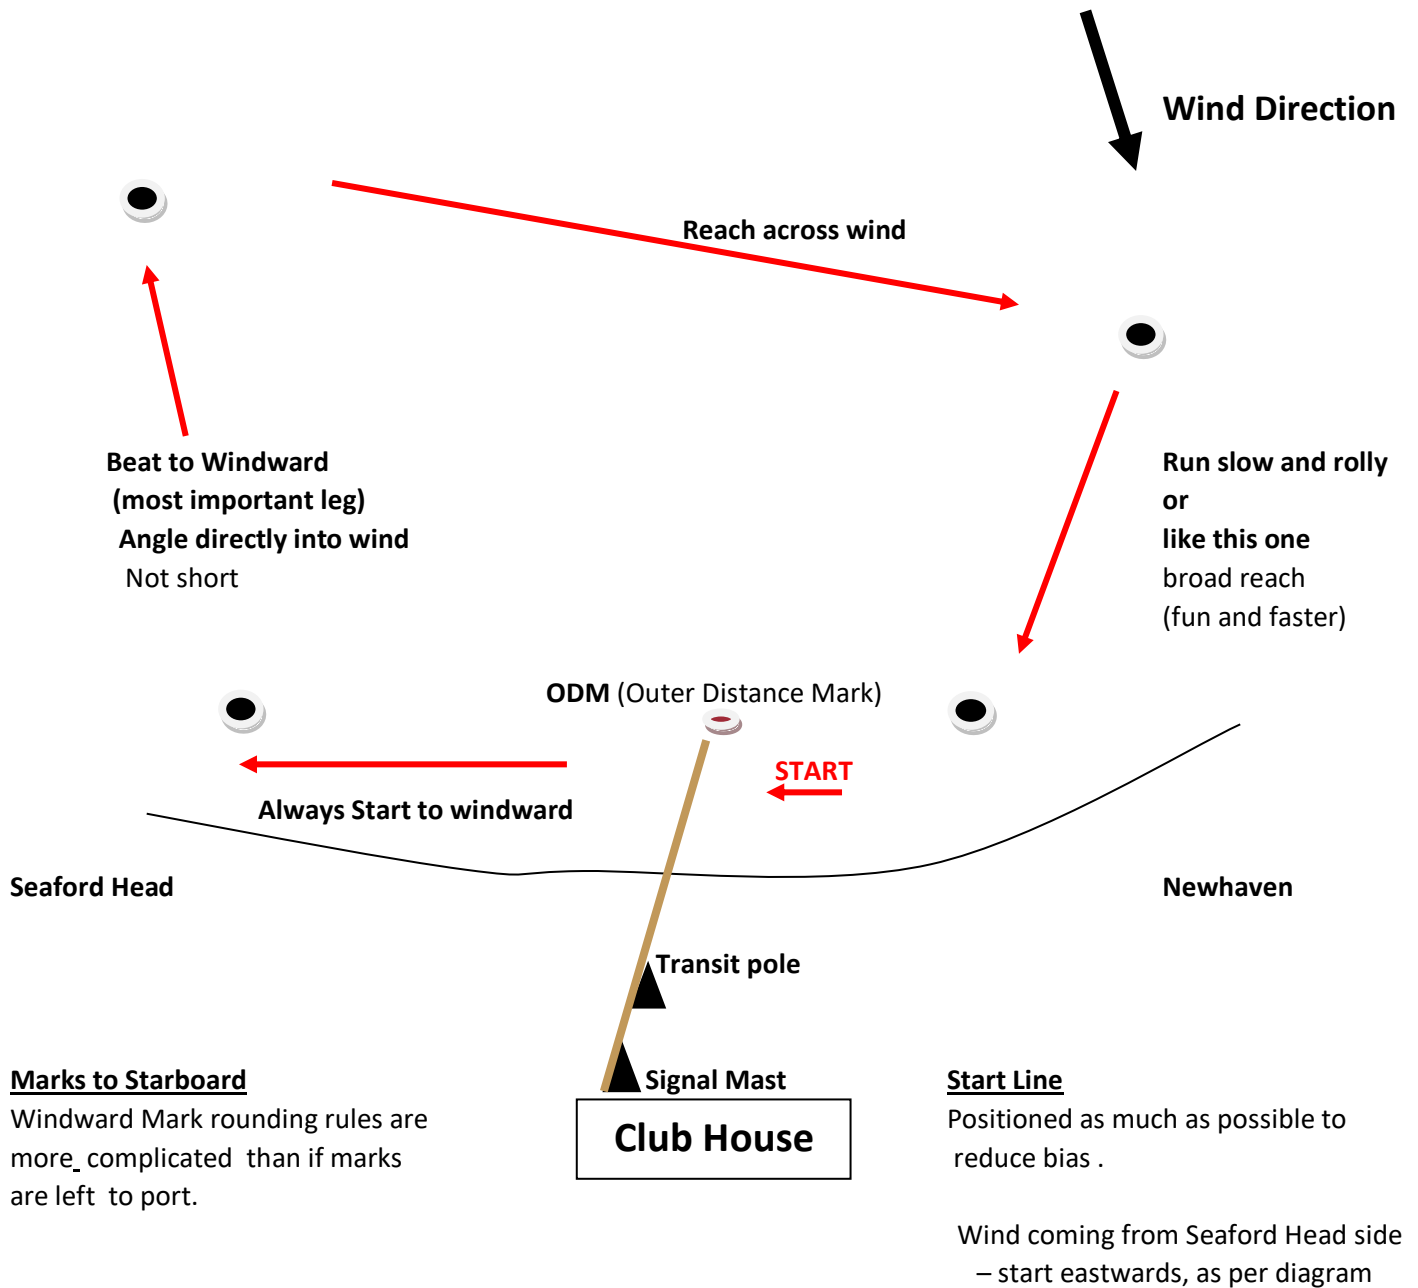 Wind Direction
Reach across wind
Beat to Windward
(most important leg)
Angle directly into wind
Not short
Run slow and rolly
or
like this one
broad reach
(fun and faster)
ODM (Outer Distance Mark)
START
Always Start to windward
Seaford Head
Newhaven
Transit pole
Signal Mast
Club House
Marks to Starboard
Windward Mark rounding rules are
more complicated than if marks
are left to port.
Start Line
Positioned as much as possible to
reduce bias .
Wind coming from Seaford Head side
– start eastwards, as per diagram